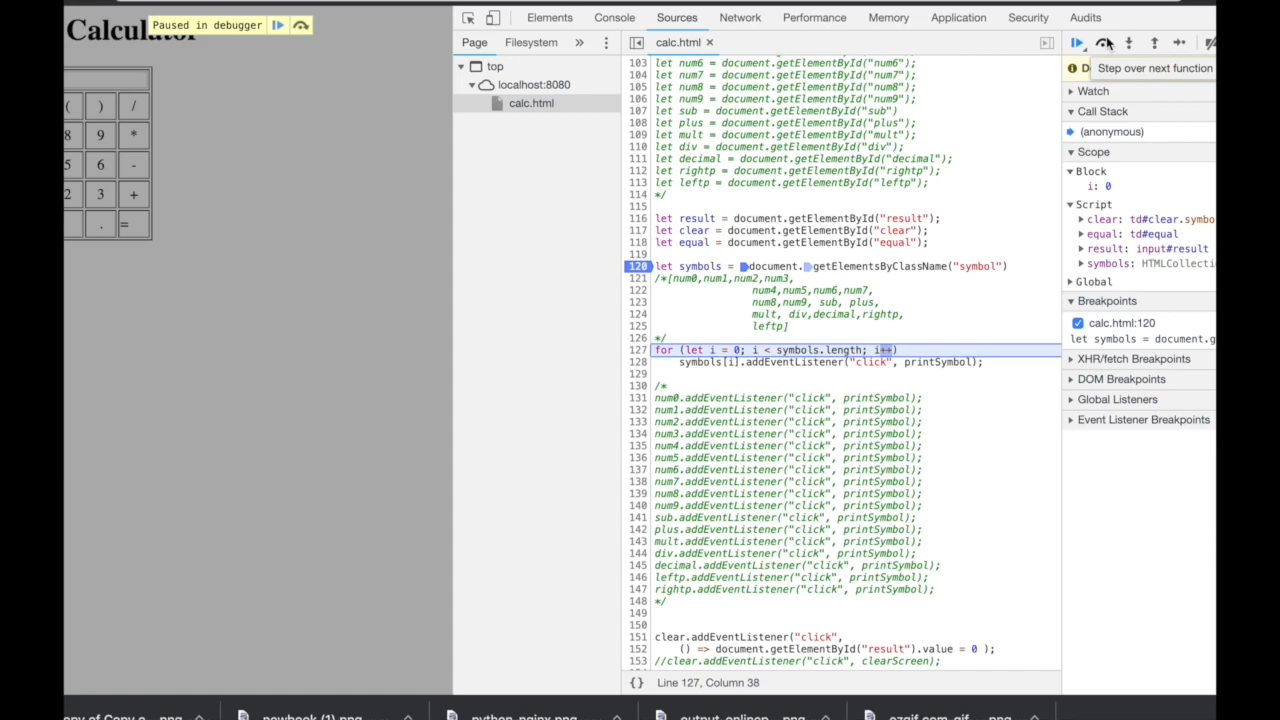 Calculator
Paused in debugger
( ) /
8 9 *
5 6 -
2 3 +
. =
Elements Console Sources Network Performance Memory Application Security Audits
Page Filesystem »
top
localhost:8080
calc.html
calc.html ×
103 let num6 = document.getElementById("num6");
104 let num7 = document.getElementById("num7");
105 let num8 = document.getElementById("num8");
106 let num9 = document.getElementById("num9");
107 let sub = document.getElementById("sub")
108 let plus = document.getElementById("plus");
109 let mult = document.getElementById("mult");
110 let div = document.getElementById("div");
111 let decimal = document.getElementById("decimal");
112 let rightp = document.getElementById("rightp");
113 let leftp = document.getElementById("leftp");
114 */
115
116 let result = document.getElementById("result");
117 let clear = document.getElementById("clear");
118 let equal = document.getElementById("equal");
119
120 let symbols = document.getElementsByClassName("symbol")
121 /*[num0,num1,num2,num3,
122 num4,num5,num6,num7,
123 num8,num9, sub, plus,
124 mult, div,decimal,rightp,
125 leftp]
126 */
127 for (let i = 0; i < symbols.length; i++)
128 symbols[i].addEventListener("click", printSymbol);
129
130 /*
131 num0.addEventListener("click", printSymbol);
132 num1.addEventListener("click", printSymbol);
133 num2.addEventListener("click", printSymbol);
134 num3.addEventListener("click", printSymbol);
135 num4.addEventListener("click", printSymbol);
136 num5.addEventListener("click", printSymbol);
137 num6.addEventListener("click", printSymbol);
138 num7.addEventListener("click", printSymbol);
139 num8.addEventListener("click", printSymbol);
140 num9.addEventListener("click", printSymbol);
141 sub.addEventListener("click", printSymbol);
142 plus.addEventListener("click", printSymbol);
143 mult.addEventListener("click", printSymbol);
144 div.addEventListener("click", printSymbol);
145 decimal.addEventListener("click", printSymbol);
146 leftp.addEventListener("click", printSymbol);
147 rightp.addEventListener("click", printSymbol);
148 */
149
150
151 clear.addEventListener("click",
152 () => document.getElementById("result").value = 0 );
153 //clear.addEventListener("click", clearScreen);
{} Line 127, Column 38
D
Step over next function
Watch
Call Stack
(anonymous)
Scope
Block
i: 0
Script
clear: td#clear.symbo
equal: td#equal
result: input#result
symbols: HTMLCollecti
Global
Breakpoints
calc.html:120
let symbols = document.g
XHR/fetch Breakpoints
DOM Breakpoints
Global Listeners
Event Listener Breakpoints